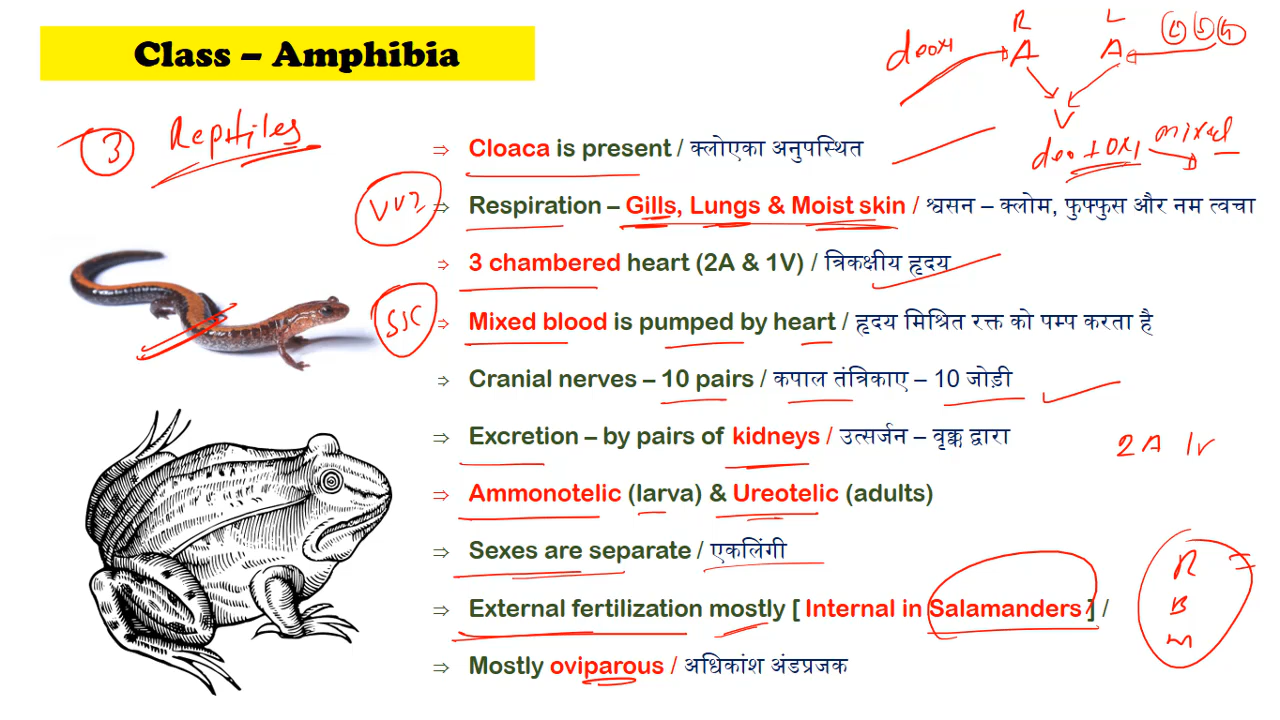 Class – Amphibia
R L
deoxi A A
V
deo + oxi mixed
3 Reptiles
⇒ Cloaca is present / क्लोएका अनुपस्थित
VVI
⇒ Respiration – Gills, Lungs & Moist skin / श्वसन – क्लोम, फुफ्फुस और नम त्वचा
⇒ 3 chambered heart (2A & 1V) / त्रिकक्षीय हृदय
SSC
⇒ Mixed blood is pumped by heart / हृदय मिश्रित रक्त को पम्प करता है
⇒ Cranial nerves – 10 pairs / कपाल तंत्रिकाए – 10 जोड़ी
⇒ Excretion – by pairs of kidneys / उत्सर्जन – वृक्क द्वारा
2A 1V
⇒ Ammonotelic (larva) & Ureotelic (adults)
⇒ Sexes are separate / एकलिंगी
⇒ External fertilization mostly [ Internal in Salamanders ] /
R
B
M
⇒ Mostly oviparous / अधिकांश अंडप्रजक